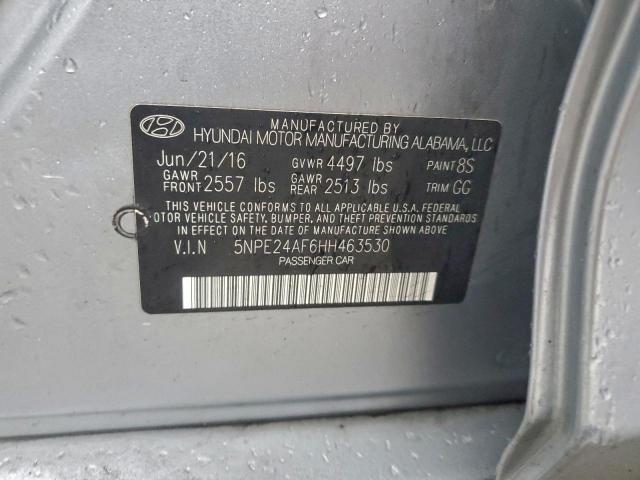 MANUFACTURED BY
HYUNDAI MOTOR MANUFACTURING ALABAMA, LLC
Jun/21/16 GVWR 4497 lbs PAINT 8S
GAWR FRONT 2557 lbs GAWR REAR 2513 lbs TRIM GG
THIS VEHICLE CONFORMS TO ALL APPLICABLE U.S.A. FEDERAL
MOTOR VEHICLE SAFETY, BUMPER, AND THEFT PREVENTION STANDARDS
IN EFFECT ON THE DATE OF MANUFACTURE SHOWN ABOVE
V.I.N 5NPE24AF6HH463530
PASSENGER CAR